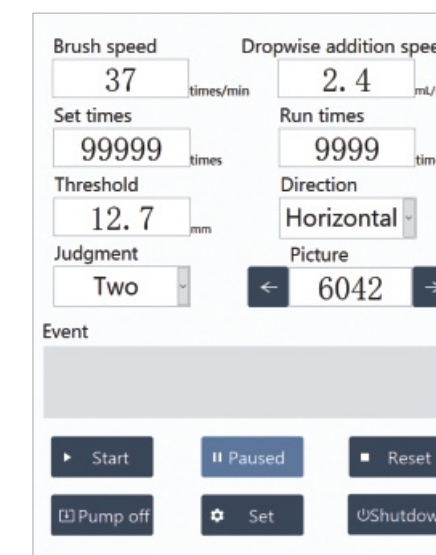 Brush speed Dropwise addition spee
37 times/min 2.4 mL/
Set times Run times
99999 times 9999 tim
Threshold Direction
12.7 mm Horizontal
Judgment Picture
Two ← 6042 →
Event
Start Paused Reset
Pump off Set Shutdow